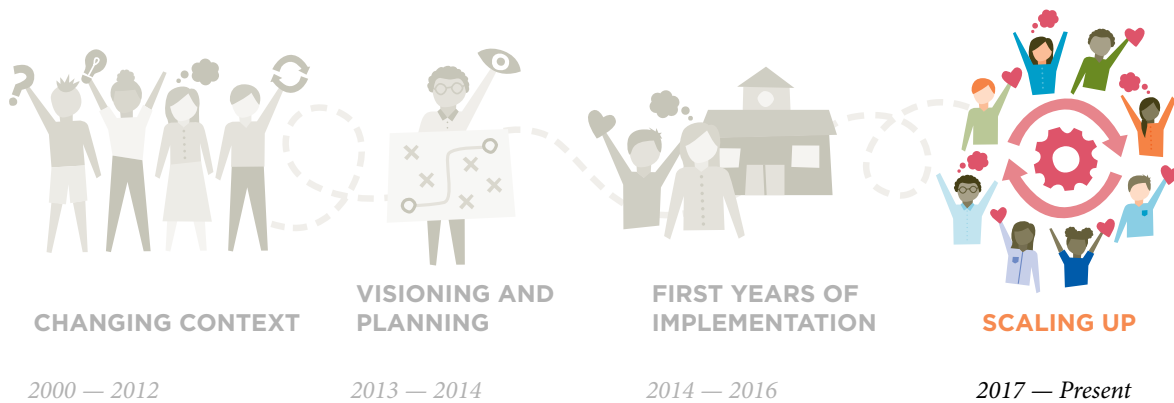 CHANGING CONTEXT
2000 — 2012
VISIONING AND
PLANNING
2013 — 2014
FIRST YEARS OF
IMPLEMENTATION
2014 — 2016
SCALING UP
2017 — Present